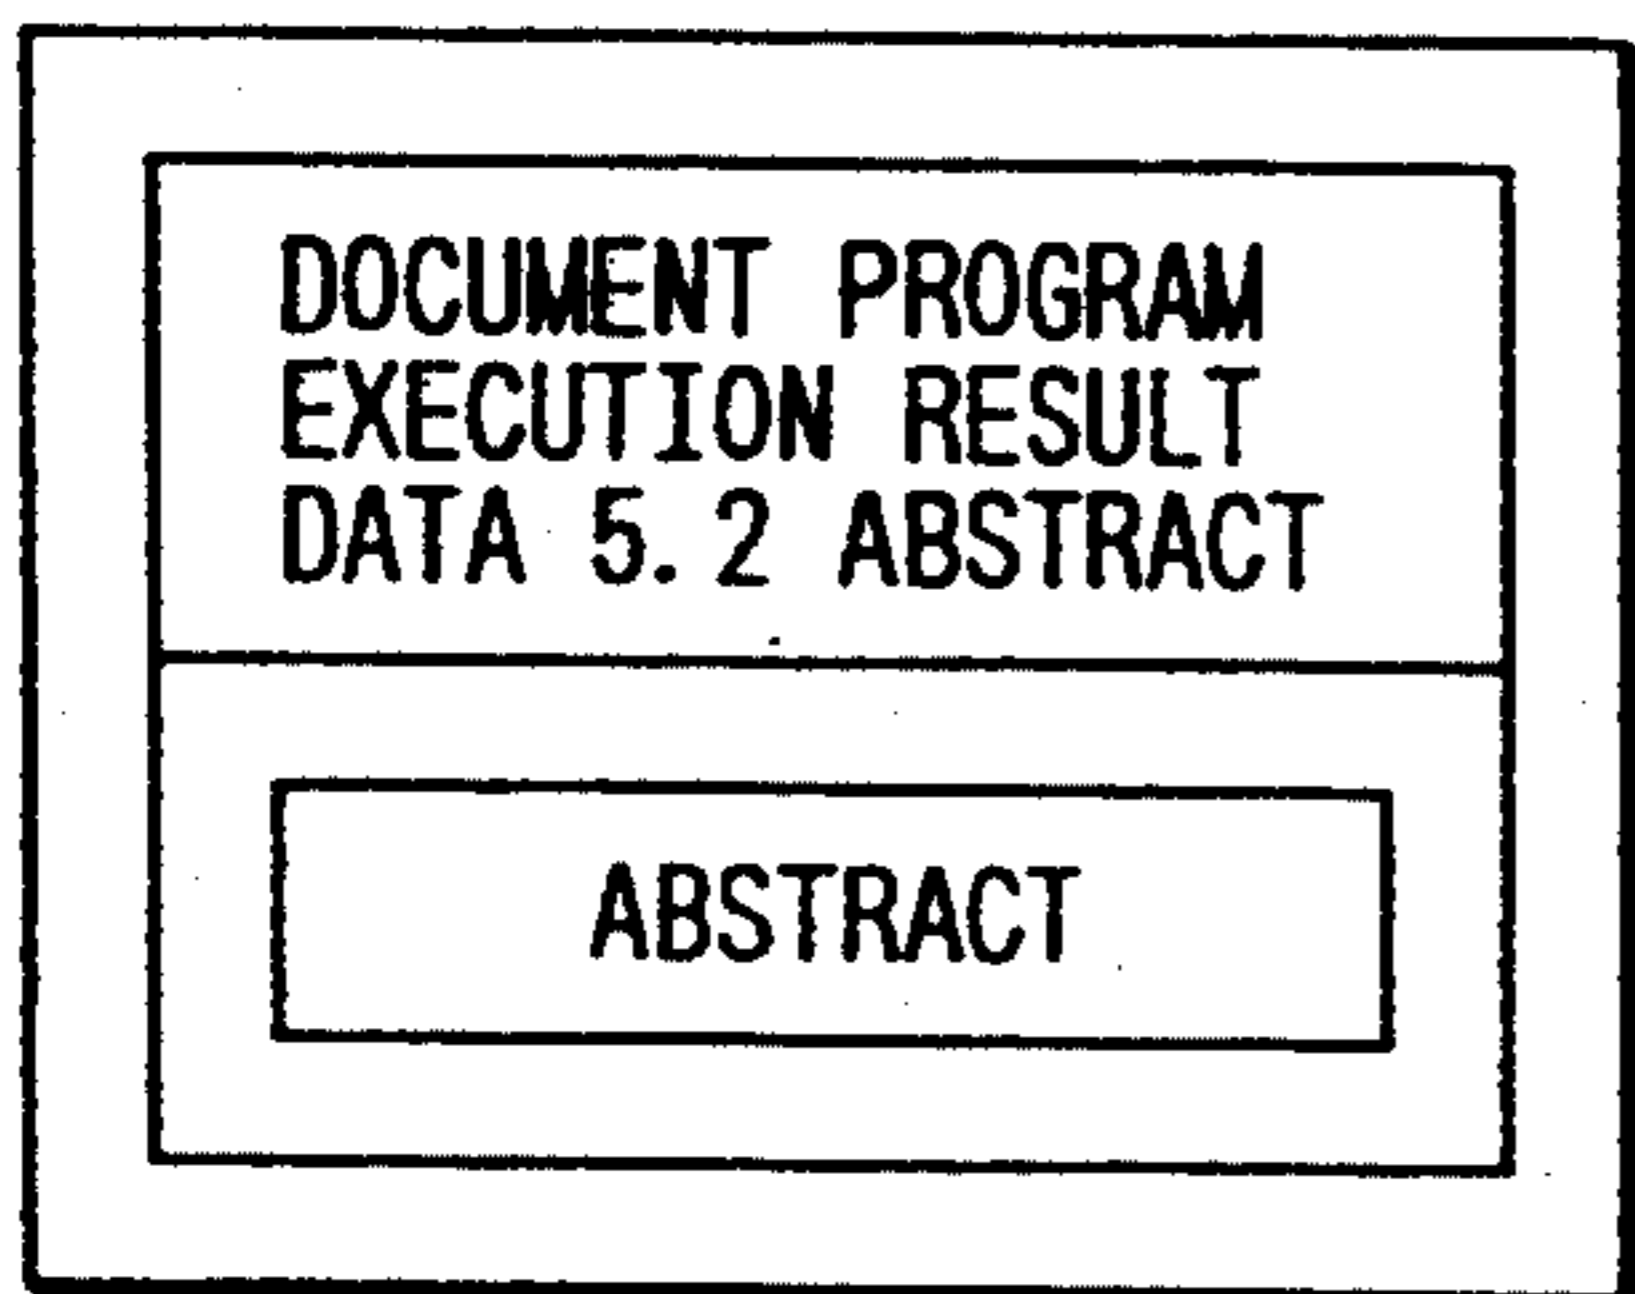 DOCUMENT PROGRAM
EXECUTION RESULT
DATA 5.2 ABSTRACT
ABSTRACT